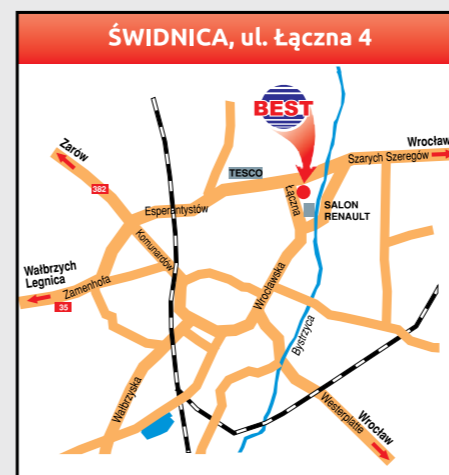 ŚWIDNICA, ul. Łączna 4
BEST
Wrocław
Szarych Szeregów
Żarów
382
TESCO
Łączna
SALON
RENAULT
Esperantystów
Komunardów
Wałbrzych
Legnica
Zamenhofa
35
Wrocławska
Bystrzyca
Wałbrzyska
Westerplatte
Wrocław